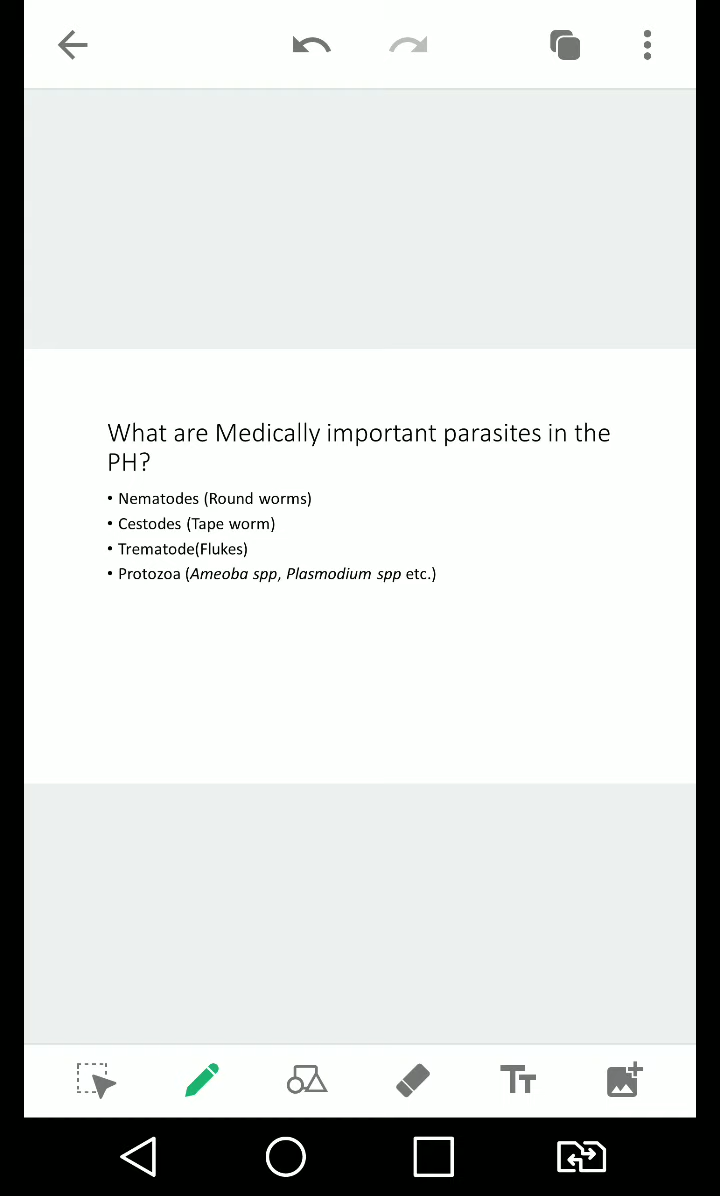 What are Medically important parasites in the
PH?
• Nematodes (Round worms)
• Cestodes (Tape worm)
• Trematode(Flukes)
• Protozoa (Ameoba spp, Plasmodium spp etc.)
Tт